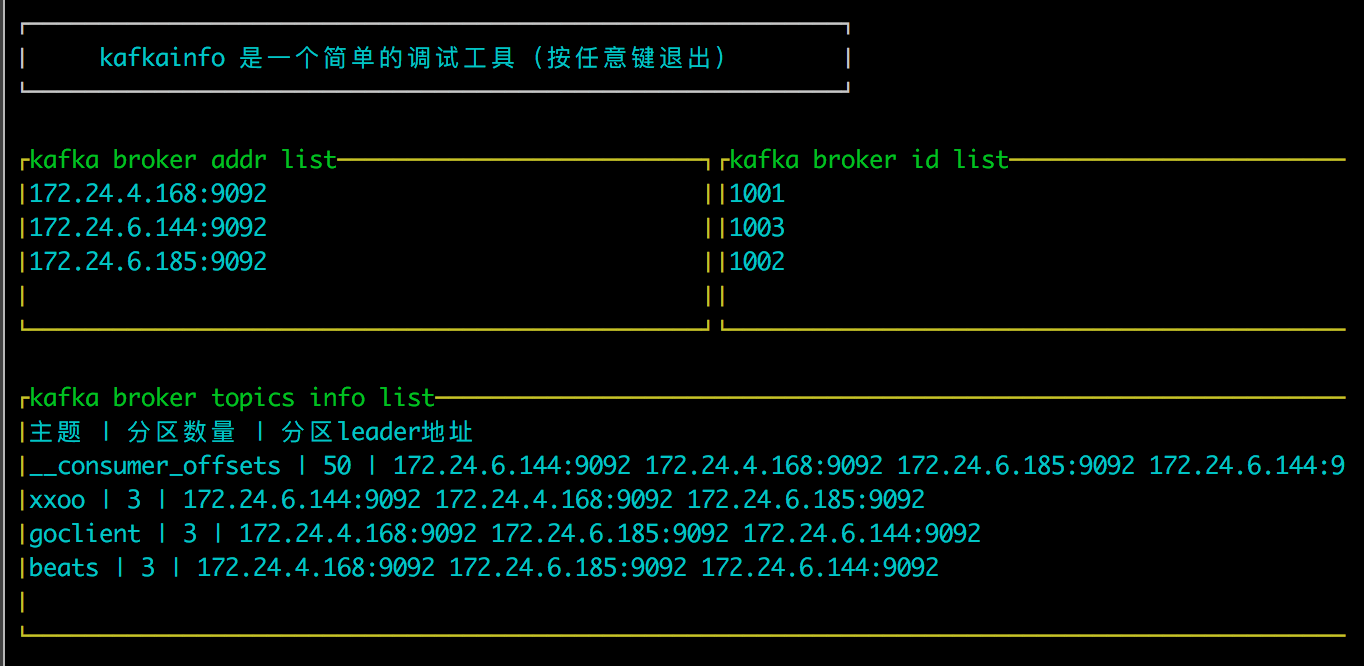 kafkainfo 是一个简单的调试工具（按任意键退出）
kafka broker addr list
172.24.4.168:9092
172.24.6.144:9092
172.24.6.185:9092
kafka broker id list
1001
1003
1002
kafka broker topics info list
主题 | 分区数量 | 分区leader地址
__consumer_offsets | 50 | 172.24.6.144:9092 172.24.4.168:9092 172.24.6.185:9092 172.24.6.144:9
xxoo | 3 | 172.24.6.144:9092 172.24.4.168:9092 172.24.6.185:9092
goclient | 3 | 172.24.4.168:9092 172.24.6.185:9092 172.24.6.144:9092
beats | 3 | 172.24.4.168:9092 172.24.6.185:9092 172.24.6.144:9092